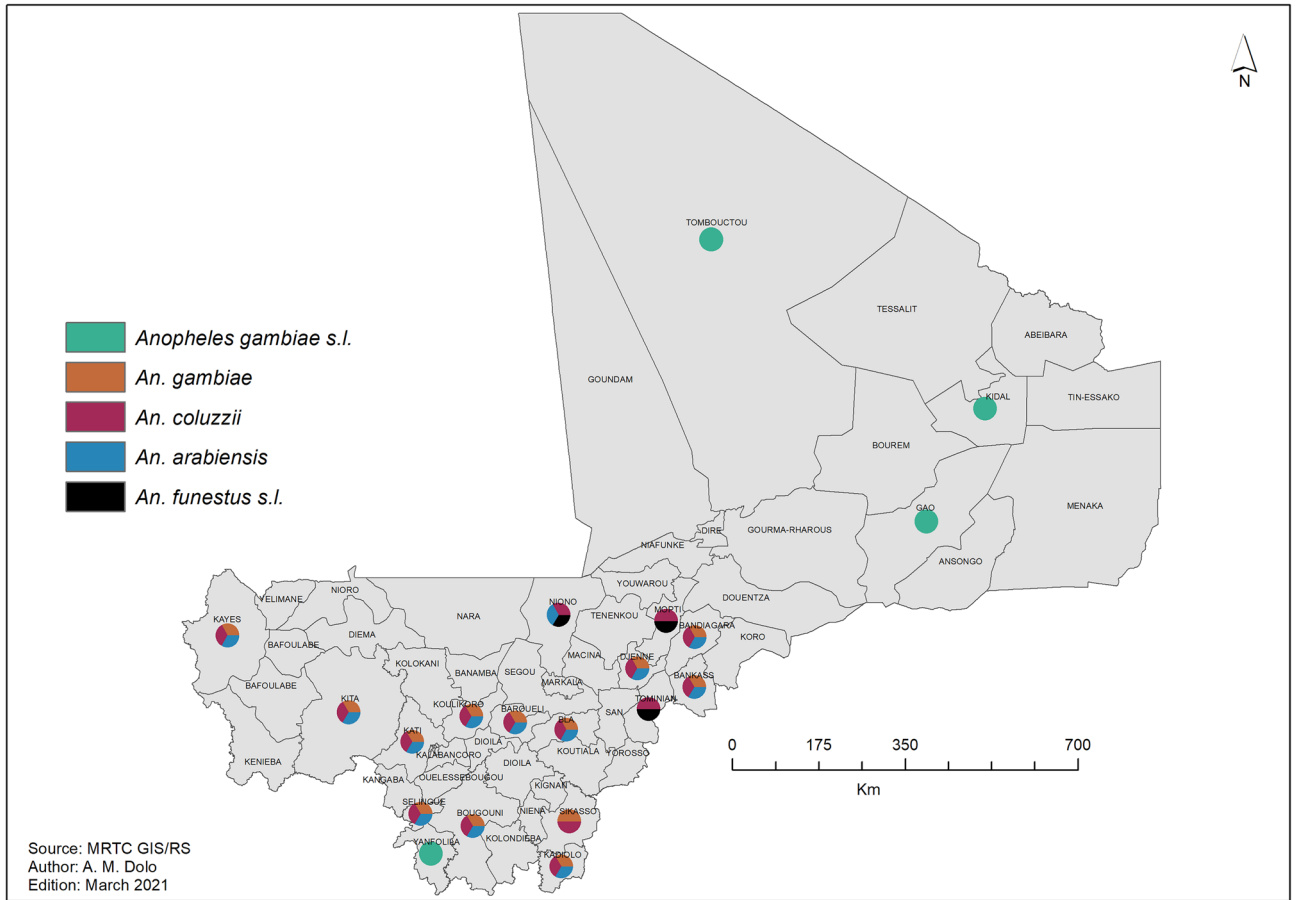 N
TOMBOUCTOU
TESSALIT
ABEIBARA
GOUNDAM
KIDAL
TIN-ESSAKO
BOUREM
MENAKA
GAO
DIRE
GOURMA-RHAROUS
NIAFUNKE
ANSONGO
YOUWAROU
DOUENTZA
Anopheles gambiae s.l.
An. gambiae
An. coluzzii
An. arabiensis
An. funestus s.l.
NIORO
YELIMANE
NIONO
MOPTI
NARA
TENENKOU
KAYES
BANDIAGARA
DIEMA
KORO
BAFOULABE
MACINA
DJENNE
KOLOKANI
BANAMBA
SEGOU
BANKASS
MARKALA
BAFOULABE
KITA
TOMINIAN
KOULIKORO
BAROUELI
SAN
BLA
KATI
DIOILA
KOUTIALA
YOROSSO
KALABANCORO
KENIEBA
DIOILA
KANGABA
OUELESSEBOUGOU
KIGNAN
SELINGUE
BOUGOUNI
NIENA
SIKASSO
YANFOLILA
KOLONDIEBA
KADIOLO
0 175 350 700
Km
Source: MRTC GIS/RS
Author: A. M. Dolo
Edition: March 2021